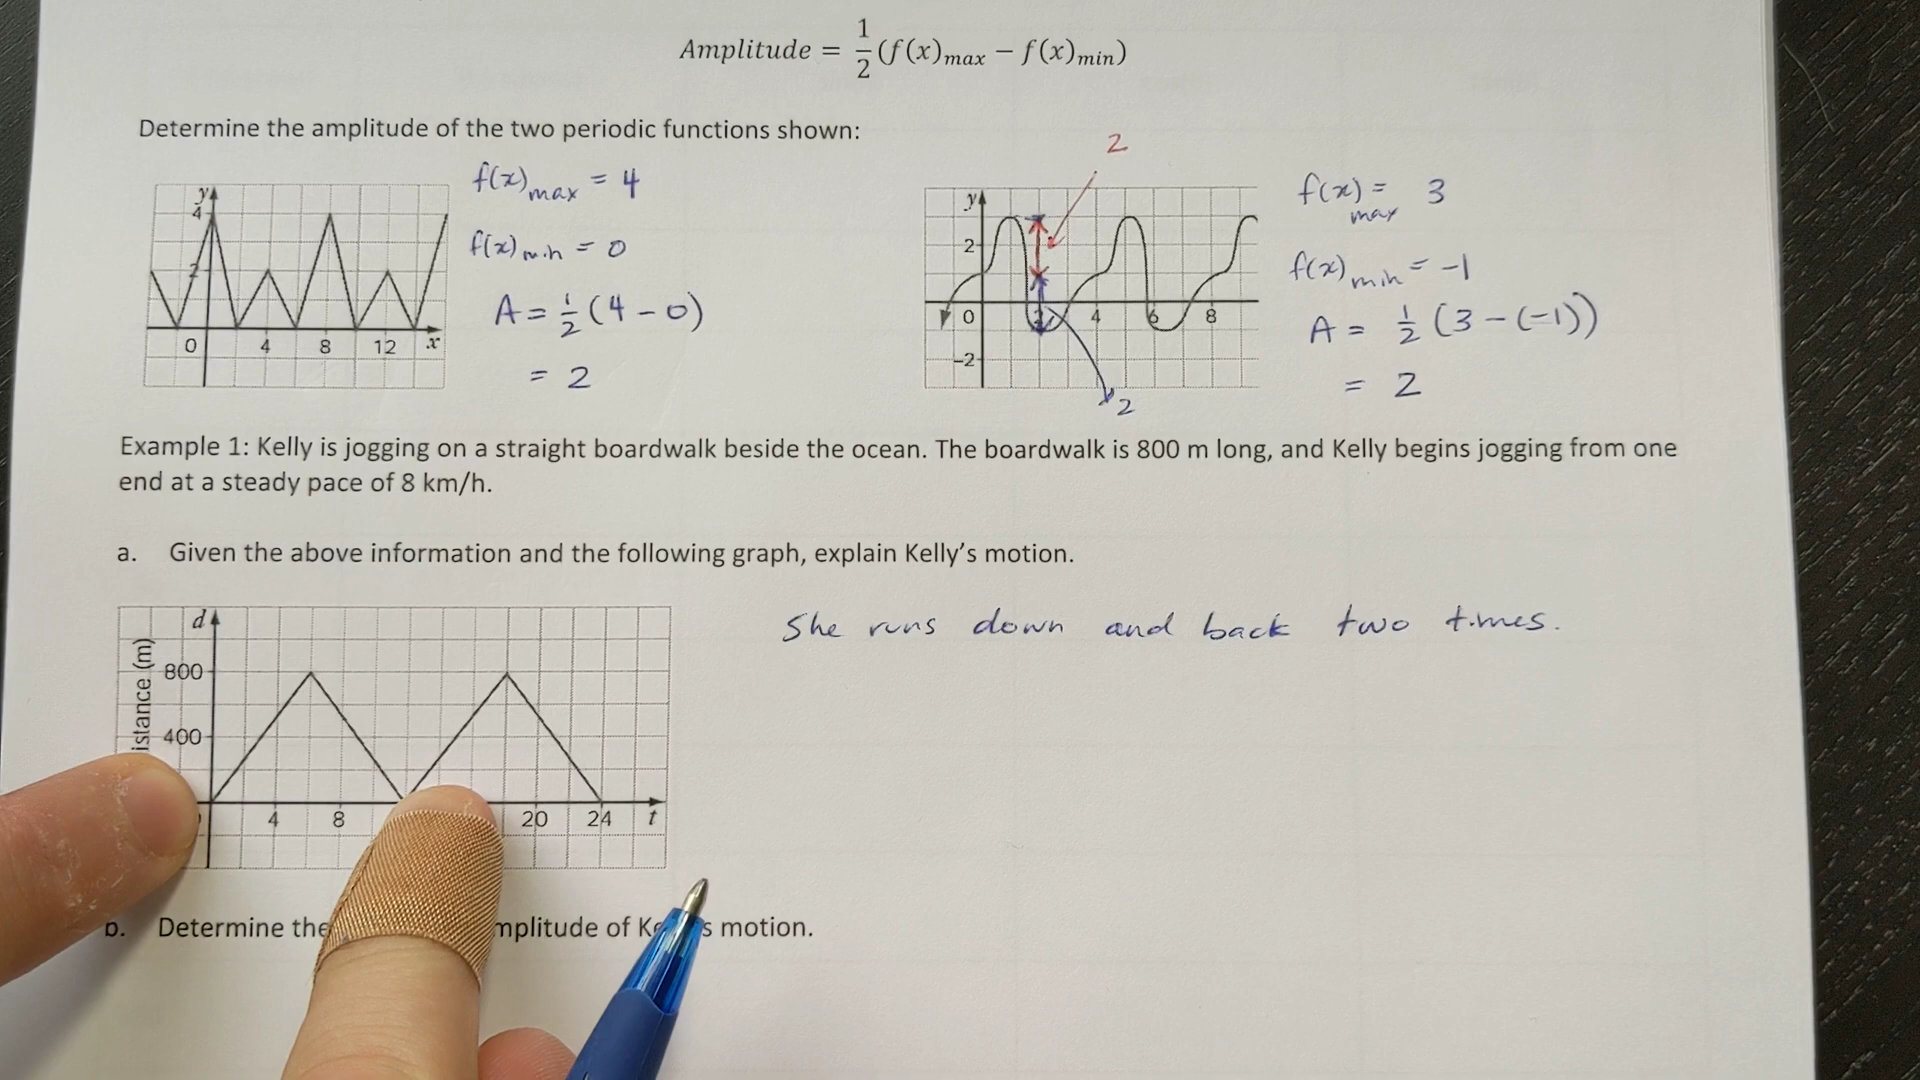 Amplitude = 1/2 (f(x)max − f(x)min)
Determine the amplitude of the two periodic functions shown:
y
4
2
0 4 8 12 x
f(x)max = 4
f(x)min = 0
A = 1/2 (4 - 0)
= 2
2
y
2
0 2 4 6 8
-2
2
f(x)max = 3
f(x)min = -1
A = 1/2 (3 - (-1))
= 2
Example 1: Kelly is jogging on a straight boardwalk beside the ocean. The boardwalk is 800 m long, and Kelly begins jogging from one
end at a steady pace of 8 km/h.
a. Given the above information and the following graph, explain Kelly's motion.
d
istance (m)
800
400
4 8 20 24 t
She runs down and back two times.
b. Determine the mplitude of Ke s motion.